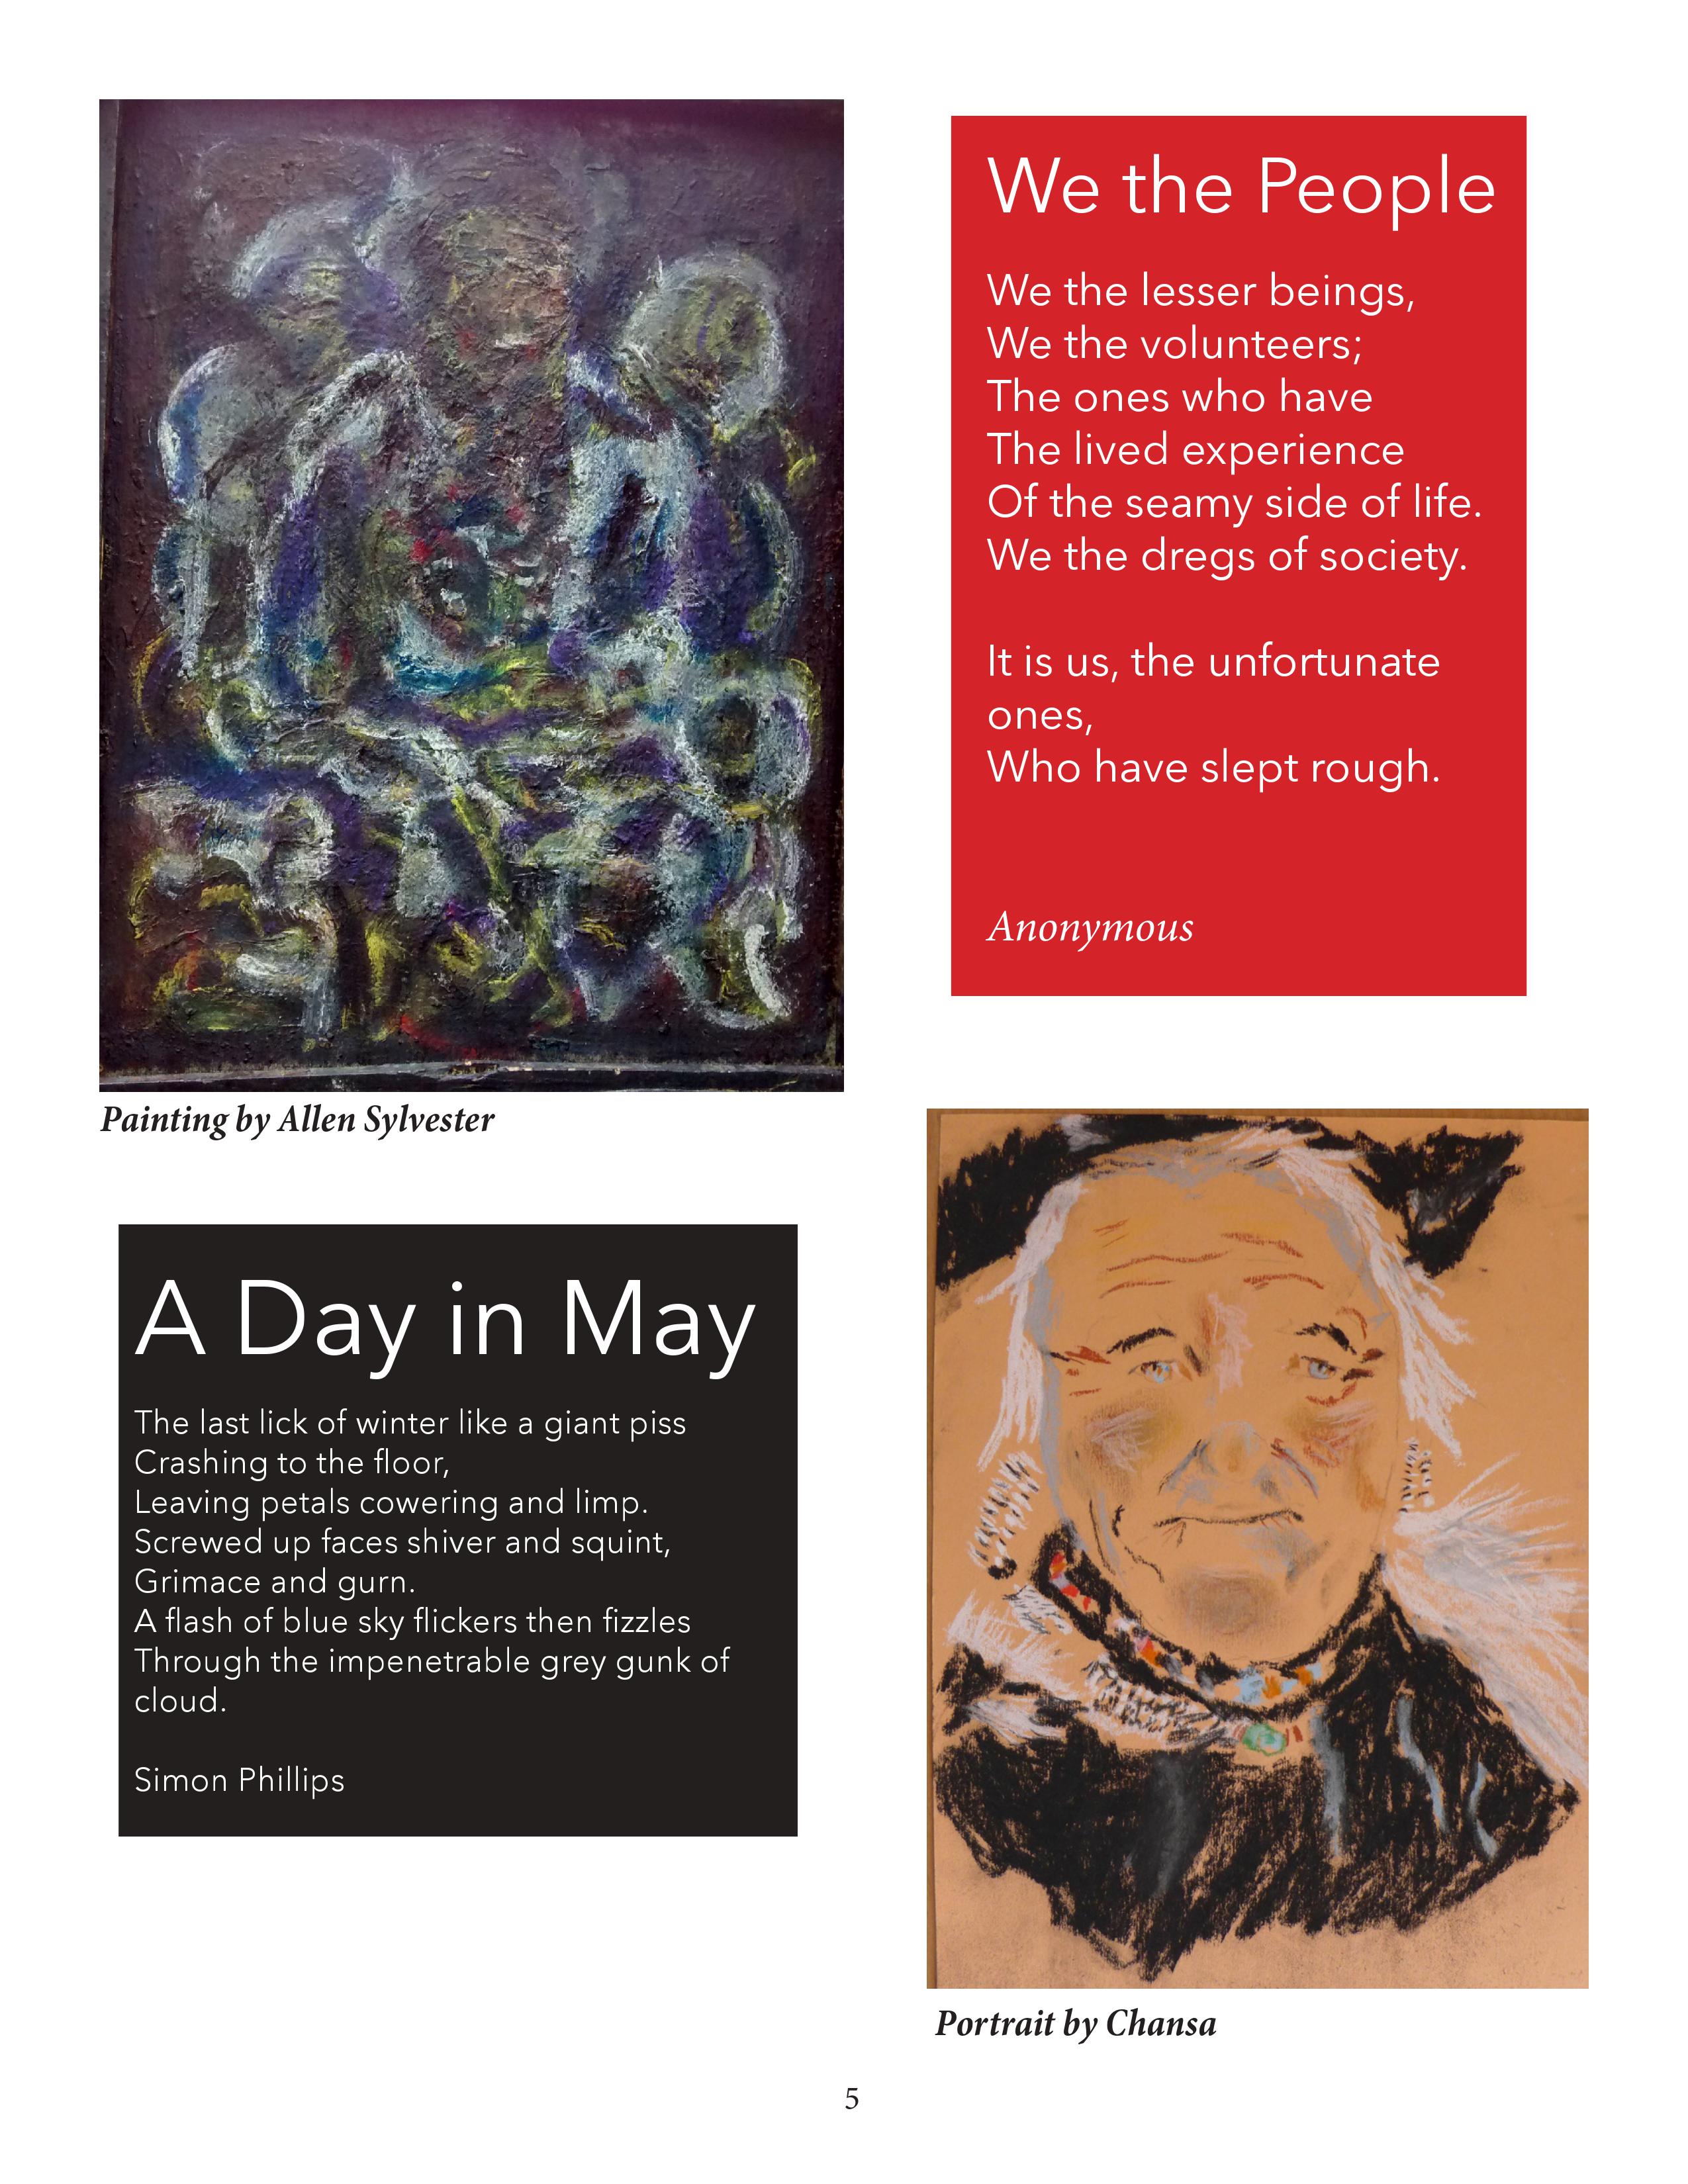 We the People
We the lesser beings,
We the volunteers;
The ones who have
The lived experience
Of the seamy side of life.
We the dregs of society.
It is us, the unfortunate
ones,
Who have slept rough.
Anonymous
Painting by Allen Sylvester
A Day in May
The last lick of winter like a giant piss
Crashing to the floor,
Leaving petals cowering and limp.
Screwed up faces shiver and squint,
Grimace and gurn.
A flash of blue sky flickers then fizzles
Through the impenetrable grey gunk of
cloud.
Simon Phillips
Portrait by Chansa
5